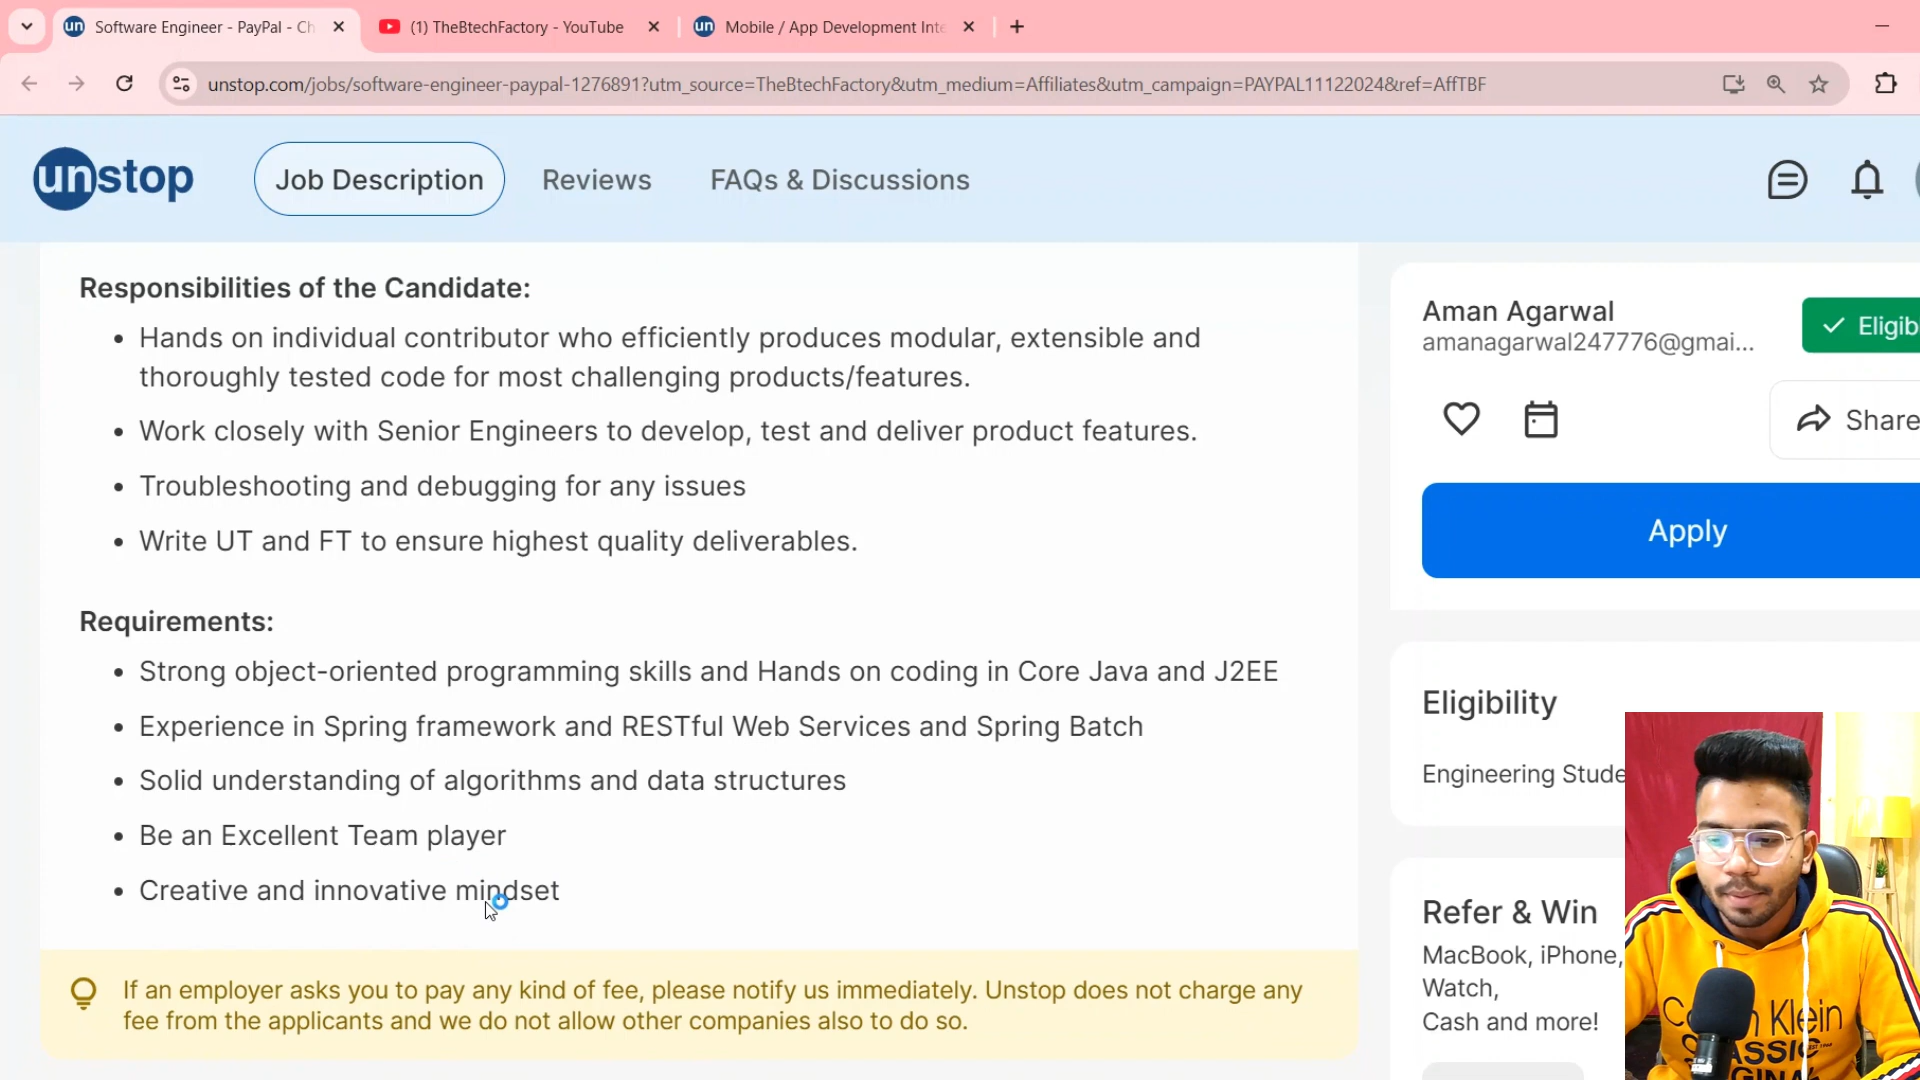 Software Engineer - PayPal - Ch
(1) TheBtechFactory - YouTube
un
Mobile / App Development Inte
unstop.com/jobs/software-engineer-paypal-1276891?utm_source=TheBtechFactory&utm_medium=Affiliates&utm_campaign=PAYPAL11122024&ref=AffTBF
unstop
Job Description
Reviews
FAQs & Discussions
Responsibilities of the Candidate:
• Hands on individual contributor who efficiently produces modular, extensible and
thoroughly tested code for most challenging products/features.
• Work closely with Senior Engineers to develop, test and deliver product features.
• Troubleshooting and debugging for any issues
• Write UT and FT to ensure highest quality deliverables.
Requirements:
• Strong object-oriented programming skills and Hands on coding in Core Java and J2EE
• Experience in Spring framework and RESTful Web Services and Spring Batch
• Solid understanding of algorithms and data structures
• Be an Excellent Team player
• Creative and innovative mindset
If an employer asks you to pay any kind of fee, please notify us immediately. Unstop does not charge any
fee from the applicants and we do not allow other companies also to do so.
Aman Agarwal
amanagarwal247776@gmai...
Eligib
Share
Apply
Eligibility
Engineering Stude
Refer & Win
MacBook, iPhone,
Watch,
Cash and more!
Klein